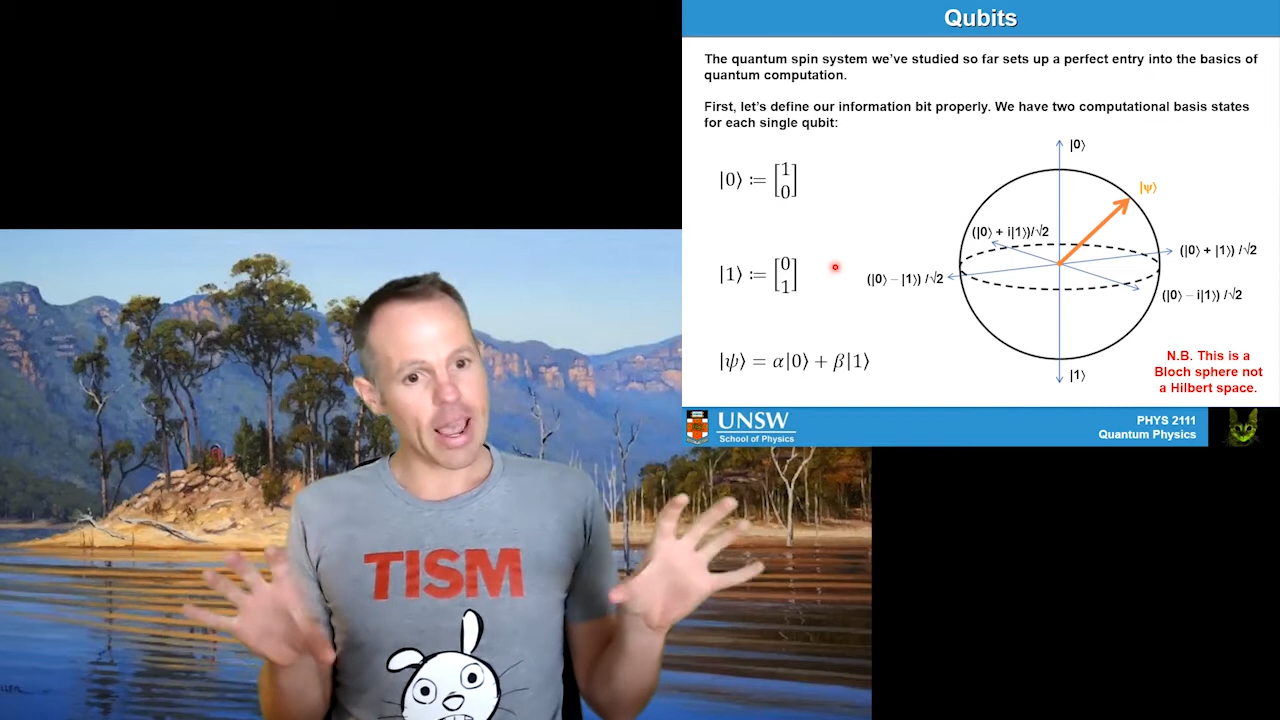 Qubits
The quantum spin system we've studied so far sets up a perfect entry into the basics of
quantum computation.
First, let's define our information bit properly. We have two computational basis states
for each single qubit:
|0⟩ := [1 0]
|1⟩ := [0 1]
|ψ⟩ = α|0⟩ + β|1⟩
|0⟩
|ψ⟩
(|0⟩ + i|1⟩)/√2
(|0⟩ + |1⟩) /√2
(|0⟩ − |1⟩) /√2
(|0⟩ − i|1⟩) /√2
|1⟩
N.B. This is a
Bloch sphere not
a Hilbert space.
UNSW
School of Physics
PHYS 2111
Quantum Physics
TISM